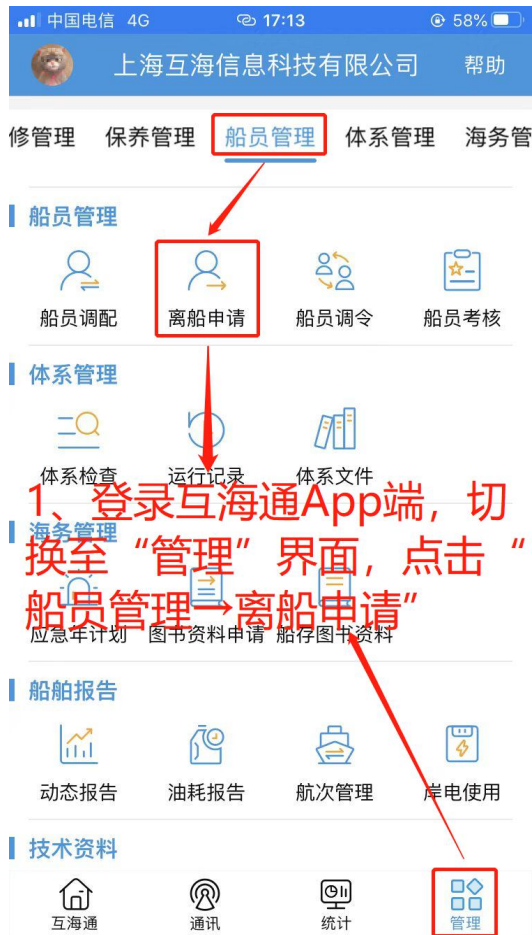 中国电信 4G 17:13 58%
上海互海信息科技有限公司 帮助
修管理 保养管理 船员管理 体系管理 海务管
船员管理
船员调配 离船申请 船员调令 船员考核
体系管理
体系检查 运行记录 体系文件
1、登录互海通App端，切
海务管理
换至“管理”界面，点击“
船员管理→离船申请”
应急年计划 图书资料申请 船存图书资料
船舶报告
动态报告 油耗报告 航次管理 岸电使用
技术资料
互海通 通讯 统计 管理